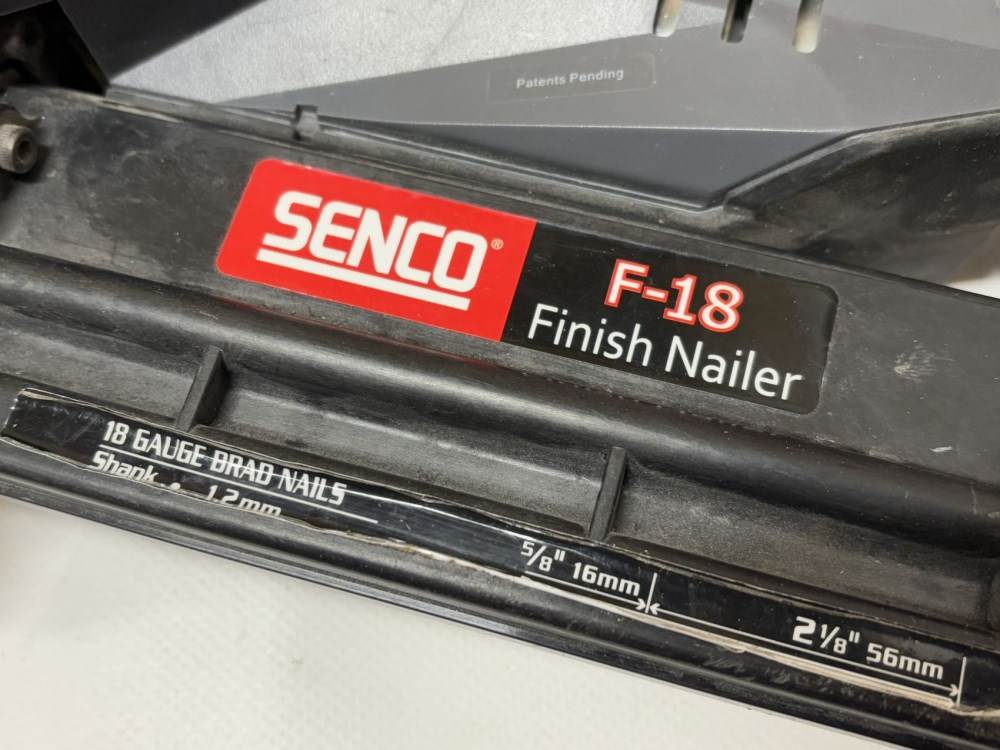 Patents Pending
SENCO®
F-18
Finish Nailer
18 GAUGE BRAD NAILS
Shank • 1.2mm
5/8" 16mm
2 1/8" 56mm